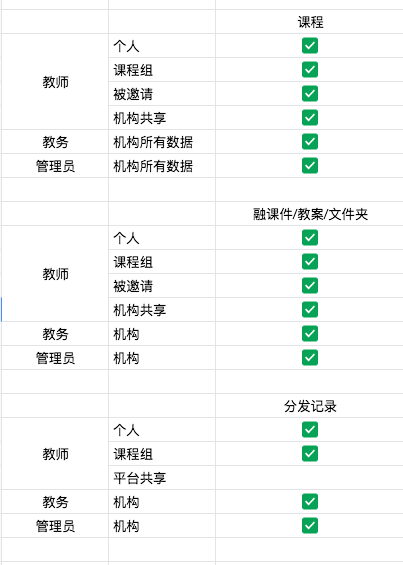 课程
教师
个人
课程组
被邀请
机构共享
教务 机构所有数据
管理员 机构所有数据
融课件/教案/文件夹
教师
个人
课程组
被邀请
机构共享
教务 机构
管理员 机构
分发记录
教师
个人
课程组
平台共享
教务 机构
管理员 机构